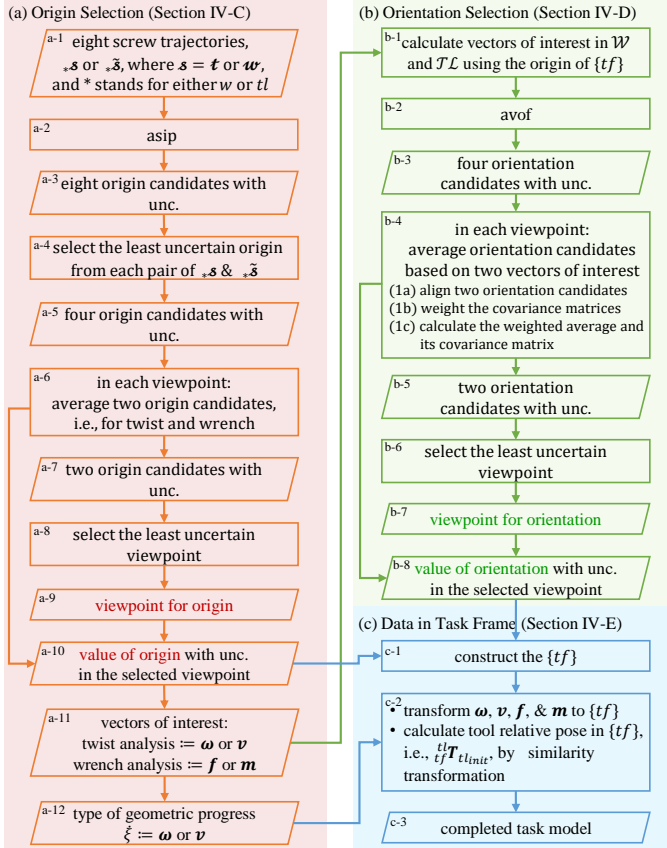 (a) Origin Selection (Section IV-C)
a-1
eight screw trajectories,
*s or *s̃, where s = t or w,
and * stands for either w or tl
a-2
asip
a-3
eight origin candidates with
unc.
a-4
select the least uncertain origin
from each pair of *s & *s̃
a-5
four origin candidates with
unc.
a-6
in each viewpoint:
average two origin candidates,
i.e., for twist and wrench
a-7
two origin candidates with
unc.
a-8
select the least uncertain
viewpoint
a-9
viewpoint for origin
a-10
value of origin with unc.
in the selected viewpoint
a-11
vectors of interest:
twist analysis ≔ ω or v
wrench analysis ≔ f or m
a-12
type of geometric progress
ξ̇ ≔ ω or v
(b) Orientation Selection (Section IV-D)
b-1
calculate vectors of interest in 𝒲
and 𝒯ℒ using the origin of {tf}
b-2
avof
b-3
four orientation
candidates with unc.
b-4
in each viewpoint:
average orientation candidates
based on two vectors of interest
(1a) align two orientation candidates
(1b) weight the covariance matrices
(1c) calculate the weighted average and
its covariance matrix
b-5
two orientation
candidates with unc.
b-6
select the least uncertain
viewpoint
b-7
viewpoint for orientation
b-8
value of orientation with unc.
in the selected viewpoint
(c) Data in Task Frame (Section IV-E)
c-1
construct the {tf}
c-2
• transform ω, v, f, & m to {tf}
• calculate tool relative pose in {tf},
i.e., ᵗˡ_tf T_tl_init, by similarity
transformation
c-3
completed task model